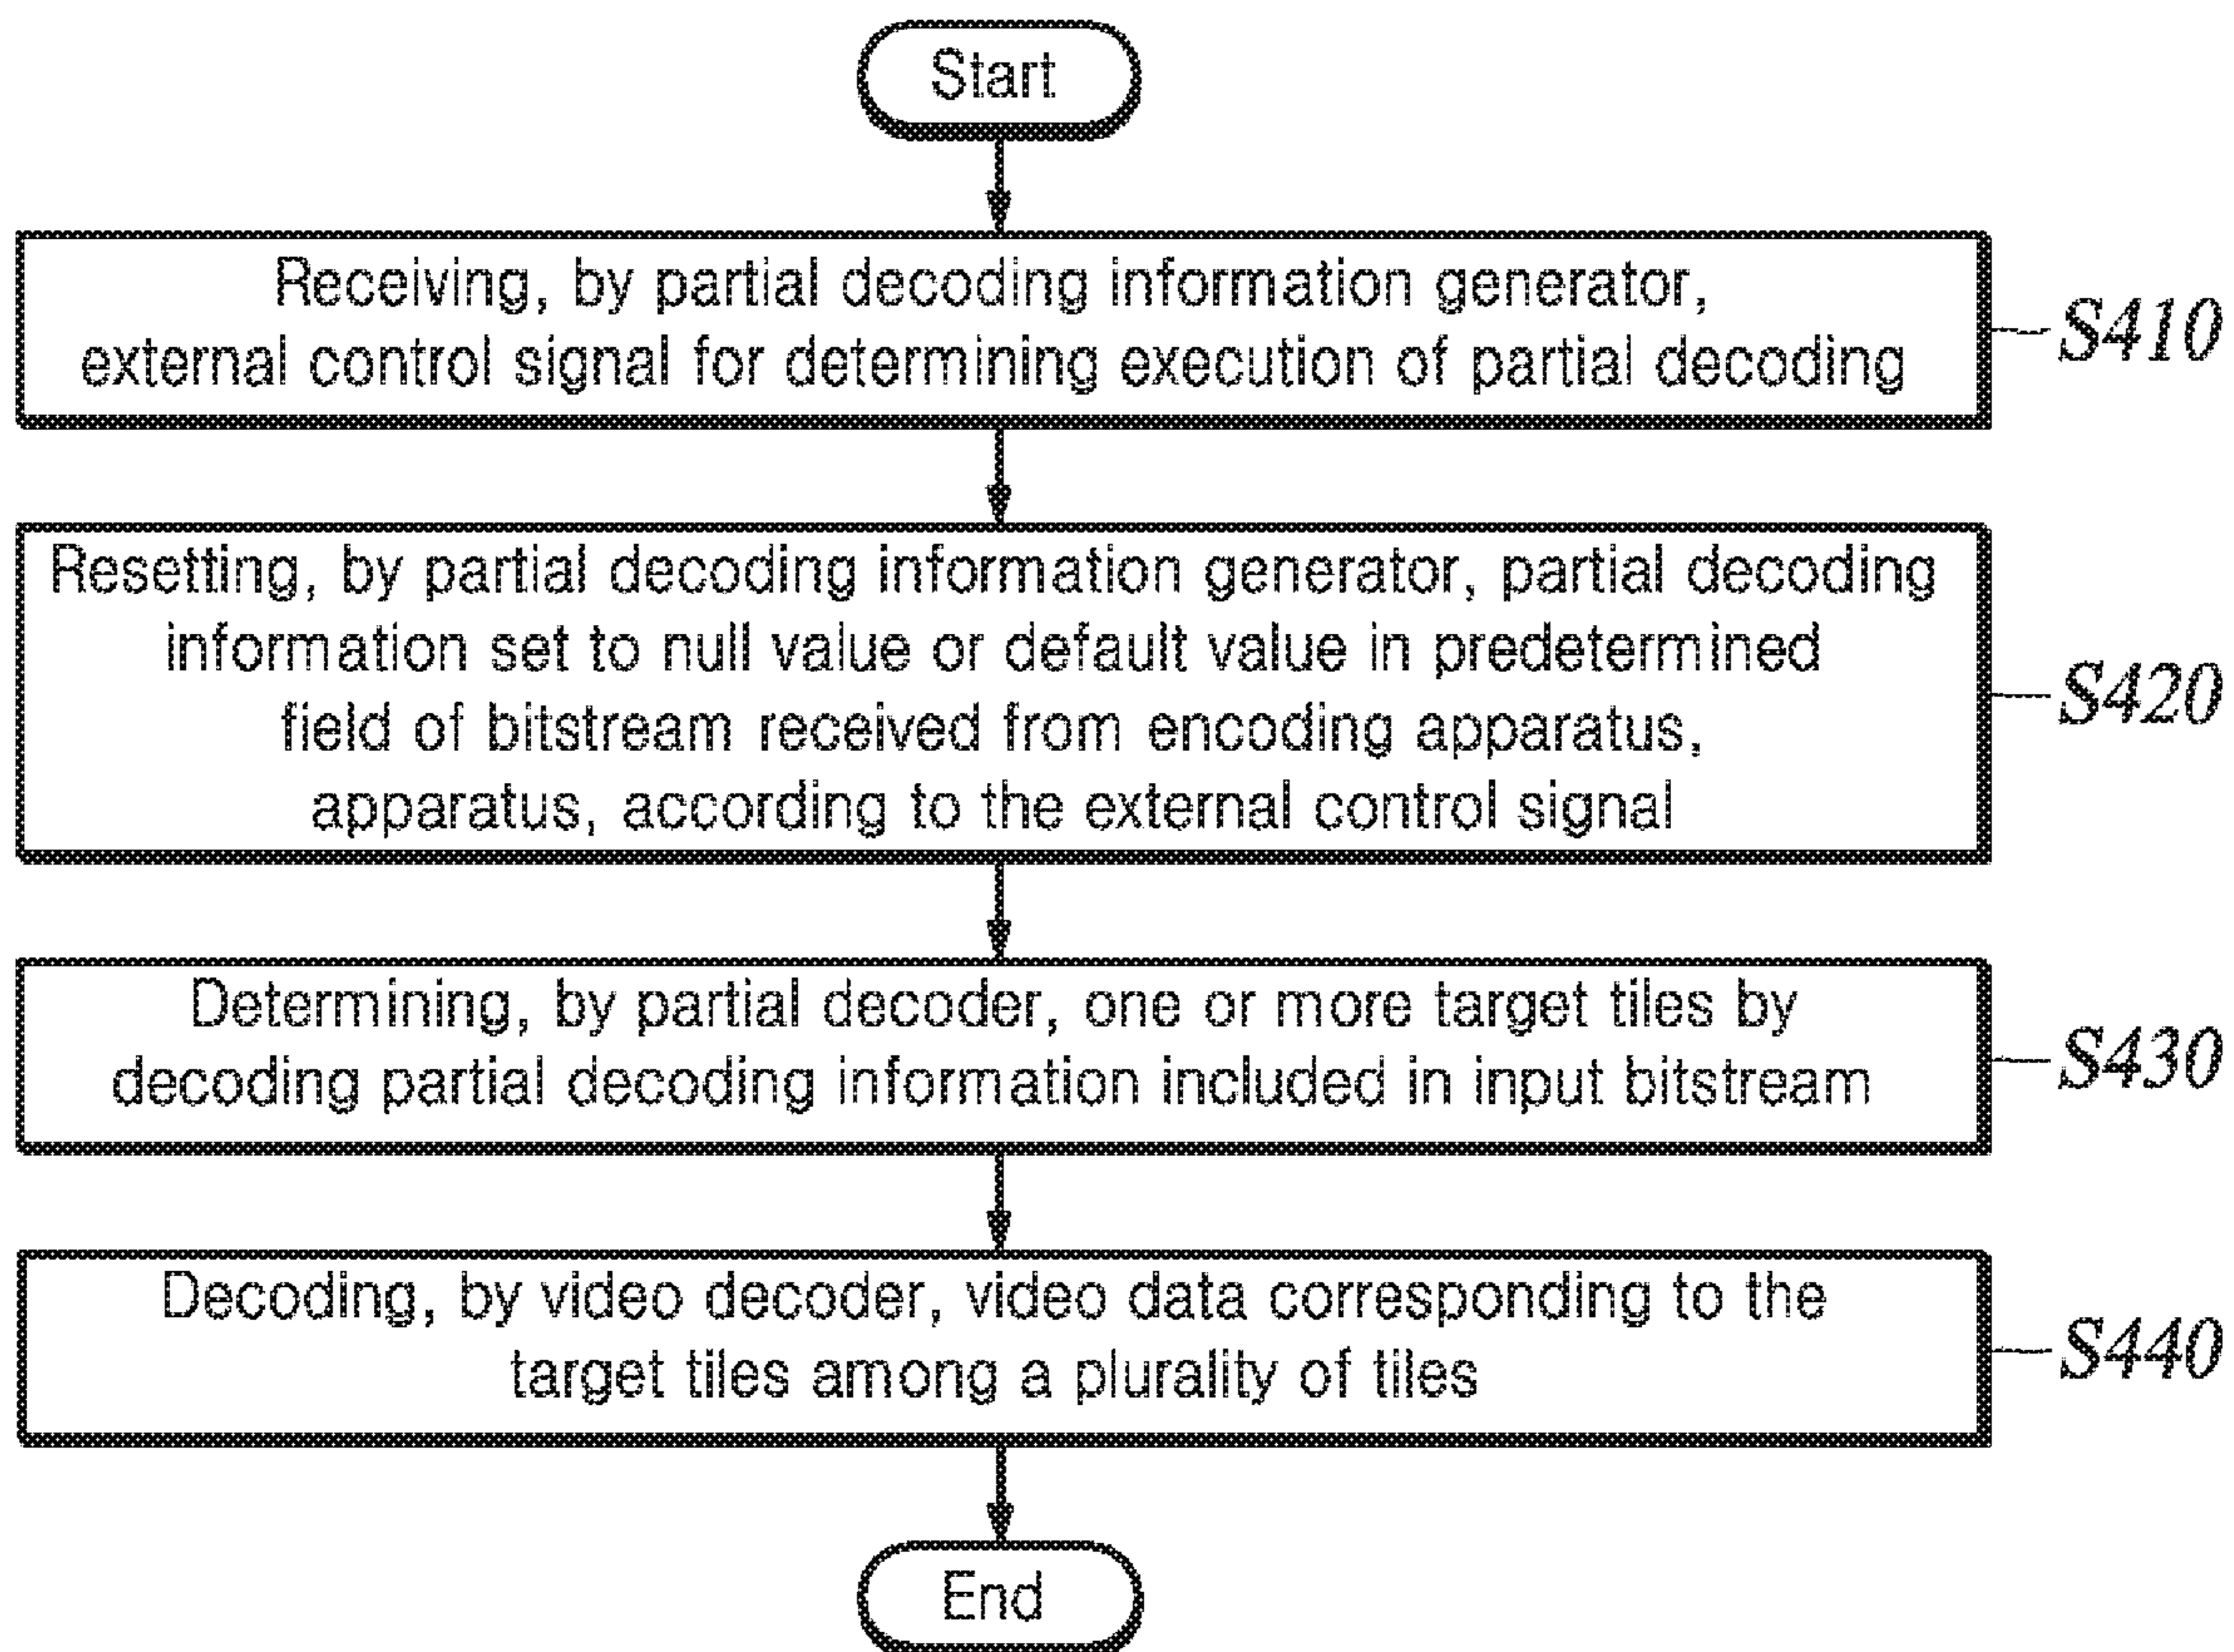 Start
Receiving, by partial decoding information generator,
external control signal for determining execution of partial decoding
S410
Resetting, by partial decoding information generator, partial decoding
information set to null value or default value in predetermined
field of bitstream received from encoding apparatus,
apparatus, according to the external control signal
S420
Determining, by partial decoder, one or more target tiles by
decoding partial decoding information included in input bitstream
S430
Decoding, by video decoder, video data corresponding to the
target tiles among a plurality of tiles
S440
End